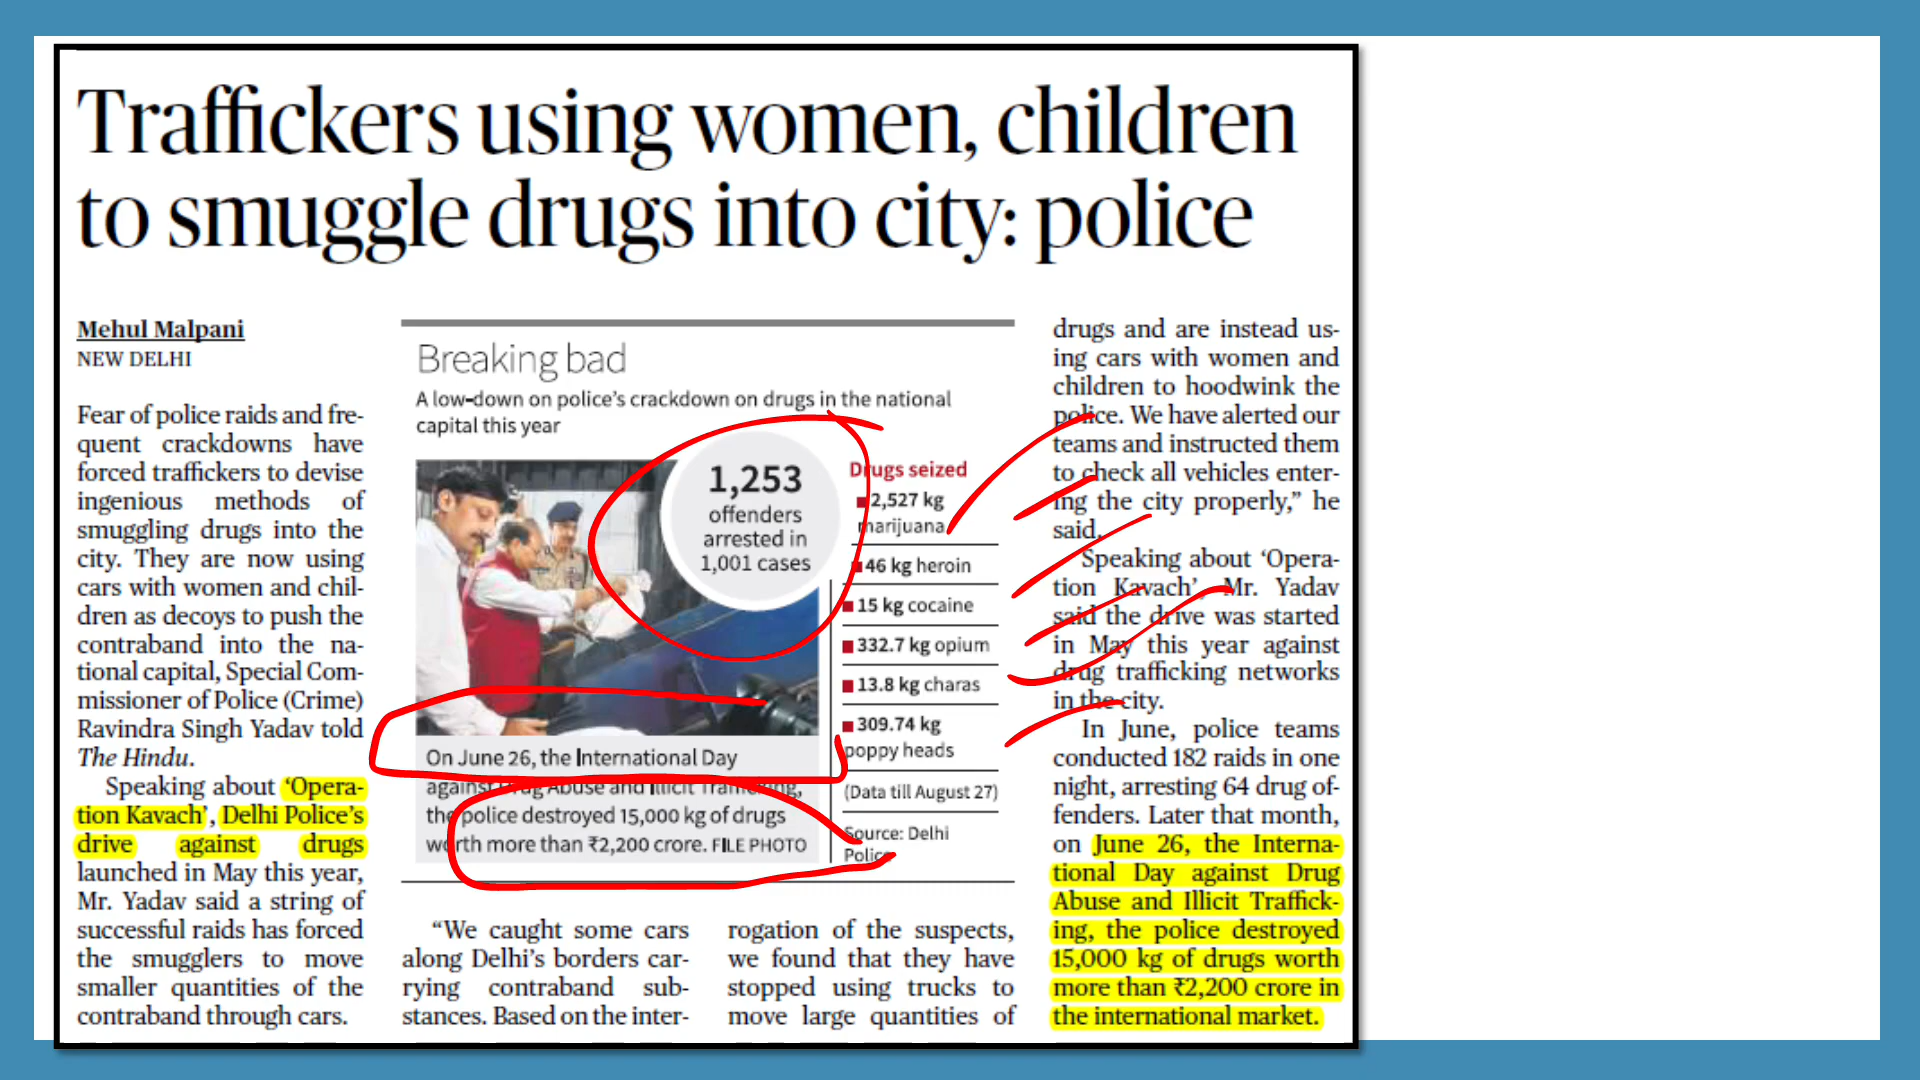 Traffickers using women, children
to smuggle drugs into city: police
Mehul Malpani
NEW DELHI
Fear of police raids and fre-
quent crackdowns have
forced traffickers to devise
ingenious methods of
smuggling drugs into the
city. They are now using
cars with women and chil-
dren as decoys to push the
contraband into the na-
tional capital, Special Com-
missioner of Police (Crime)
Ravindra Singh Yadav told
The Hindu.
Speaking about ‘Opera-
tion Kavach’, Delhi Police’s
drive against drugs
launched in May this year,
Mr. Yadav said a string of
successful raids has forced
the smugglers to move
smaller quantities of the
contraband through cars.
Breaking bad
A low-down on police’s crackdown on drugs in the national
capital this year
1,253
offenders
arrested in
1,001 cases
On June 26, the International Day
against Drug Abuse and Illicit Trafficking,
the police destroyed 15,000 kg of drugs
worth more than ₹2,200 crore. FILE PHOTO
Drugs seized
2,527 kg
marijuana
46 kg heroin
15 kg cocaine
332.7 kg opium
13.8 kg charas
309.74 kg
poppy heads
(Data till August 27)
Source: Delhi
Police
“We caught some cars
along Delhi’s borders car-
rying contraband sub-
stances. Based on the inter-
rogation of the suspects,
we found that they have
stopped using trucks to
move large quantities of
drugs and are instead us-
ing cars with women and
children to hoodwink the
police. We have alerted our
teams and instructed them
to check all vehicles enter-
ing the city properly,” he
said.
Speaking about ‘Opera-
tion Kavach’, Mr. Yadav
said the drive was started
in May this year against
drug trafficking networks
in the city.
In June, police teams
conducted 182 raids in one
night, arresting 64 drug of-
fenders. Later that month,
on June 26, the Interna-
tional Day against Drug
Abuse and Illicit Traffick-
ing, the police destroyed
15,000 kg of drugs worth
more than ₹2,200 crore in
the international market.